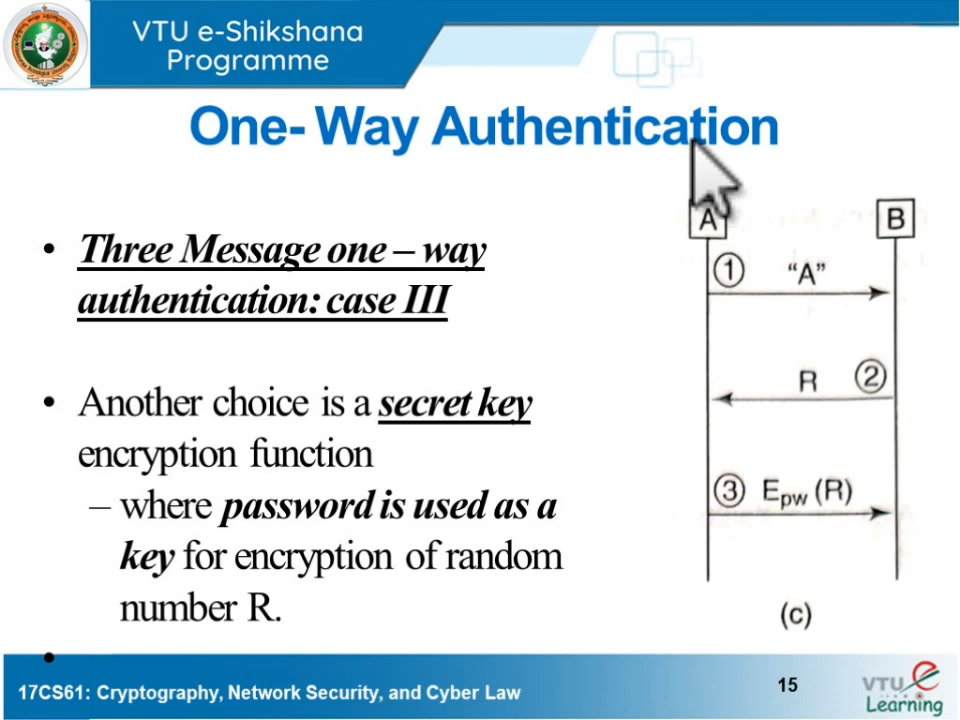 VTU e-Shikshana
Programme
One- Way Authentication
• Three Message one – way
authentication: case III
• Another choice is a secret key
encryption function
– where password is used as a
key for encryption of random
number R.
•
A B
① “A”
R ②
③ Epw (R)
(c)
17CS61: Cryptography, Network Security, and Cyber Law
15
VTU e
Learning